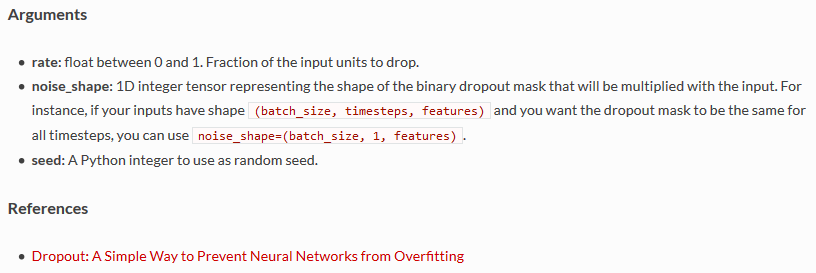 Arguments
• rate: float between 0 and 1. Fraction of the input units to drop.
• noise_shape: 1D integer tensor representing the shape of the binary dropout mask that will be multiplied with the input. For
instance, if your inputs have shape (batch_size, timesteps, features) and you want the dropout mask to be the same for
all timesteps, you can use noise_shape=(batch_size, 1, features).
• seed: A Python integer to use as random seed.
References
• Dropout: A Simple Way to Prevent Neural Networks from Overfitting